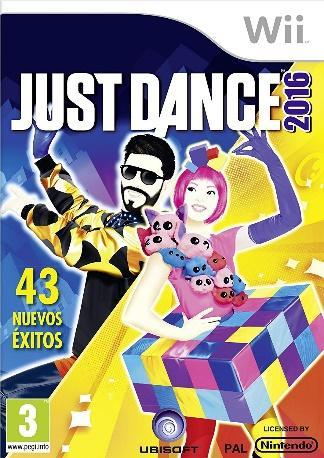 Wii
JUST DANCE
2016
43
NUEVOS
ÉXITOS
3
www.pegi.info
UBISOFT
PAL
LICENSED BY
Nintendo